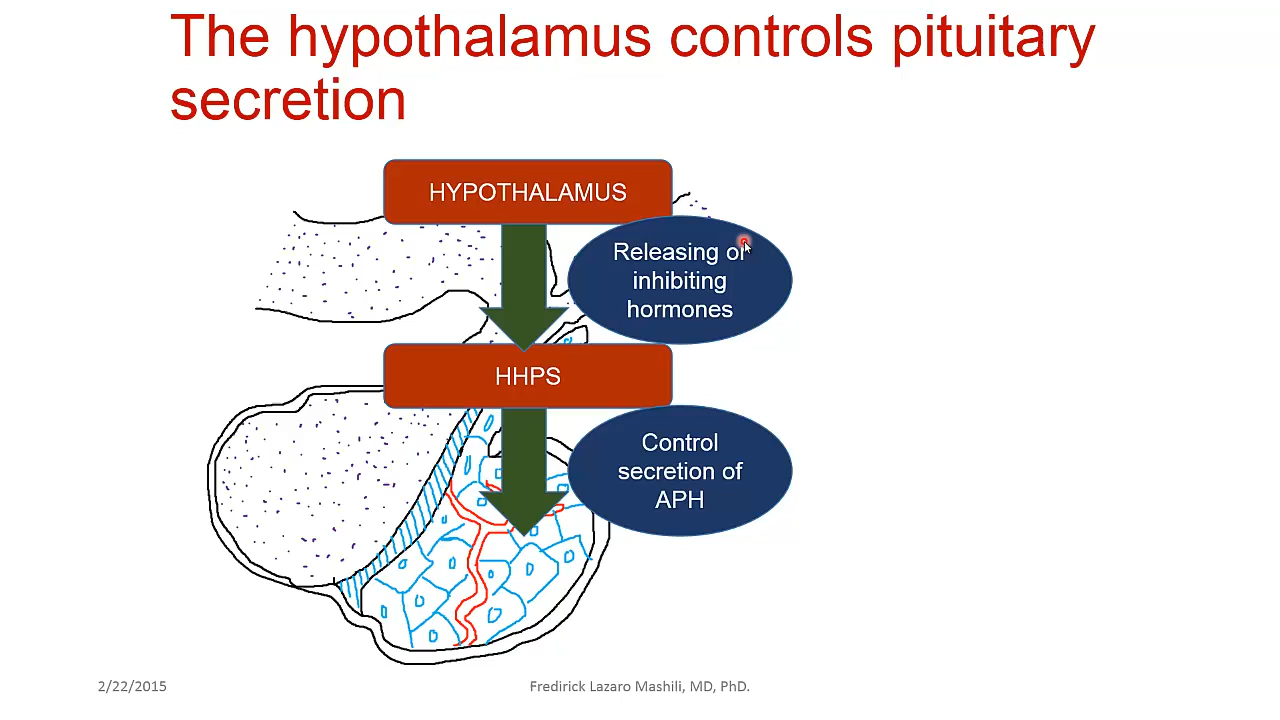 The hypothalamus controls pituitary
secretion
HYPOTHALAMUS
Releasing or
inhibiting
hormones
HHPS
Control
secretion of
APH
2/22/2015
Fredirick Lazaro Mashili, MD, PhD.